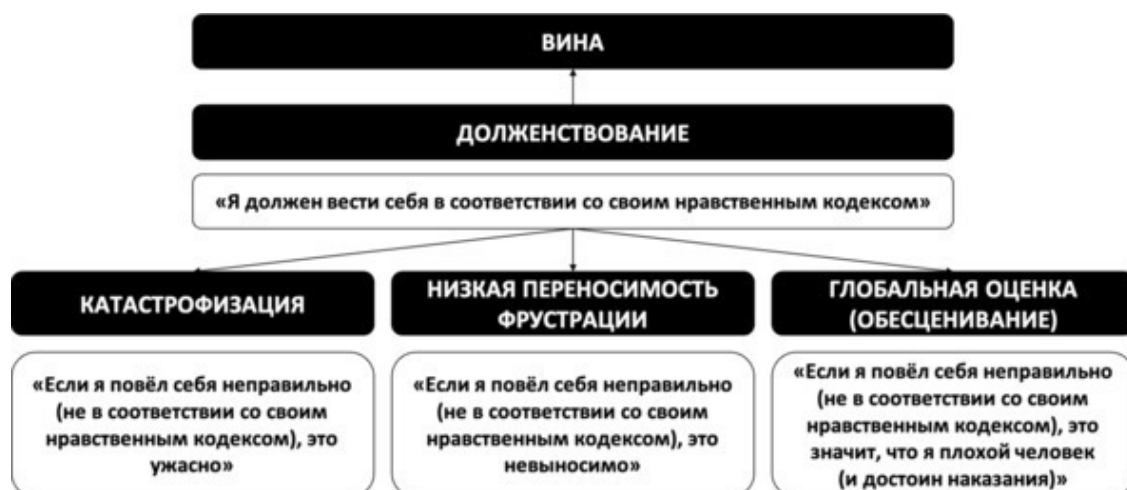 ВИНА
ДОЛЖЕНСТВОВАНИЕ
«Я должен вести себя в соответствии со своим нравственным кодексом»
КАТАСТРОФИЗАЦИЯ
НИЗКАЯ ПЕРЕНОСИМОСТЬ
ФРУСТРАЦИИ
ГЛОБАЛЬНАЯ ОЦЕНКА
(ОБЕСЦЕНИВАНИЕ)
«Если я повёл себя неправильно
(не в соответствии со своим
нравственным кодексом), это
ужасно»
«Если я повёл себя неправильно
(не в соответствии со своим
нравственным кодексом), это
невыносимо»
«Если я повёл себя неправильно
(не в соответствии со своим
нравственным кодексом), это
значит, что я плохой человек
(и достоин наказания)»